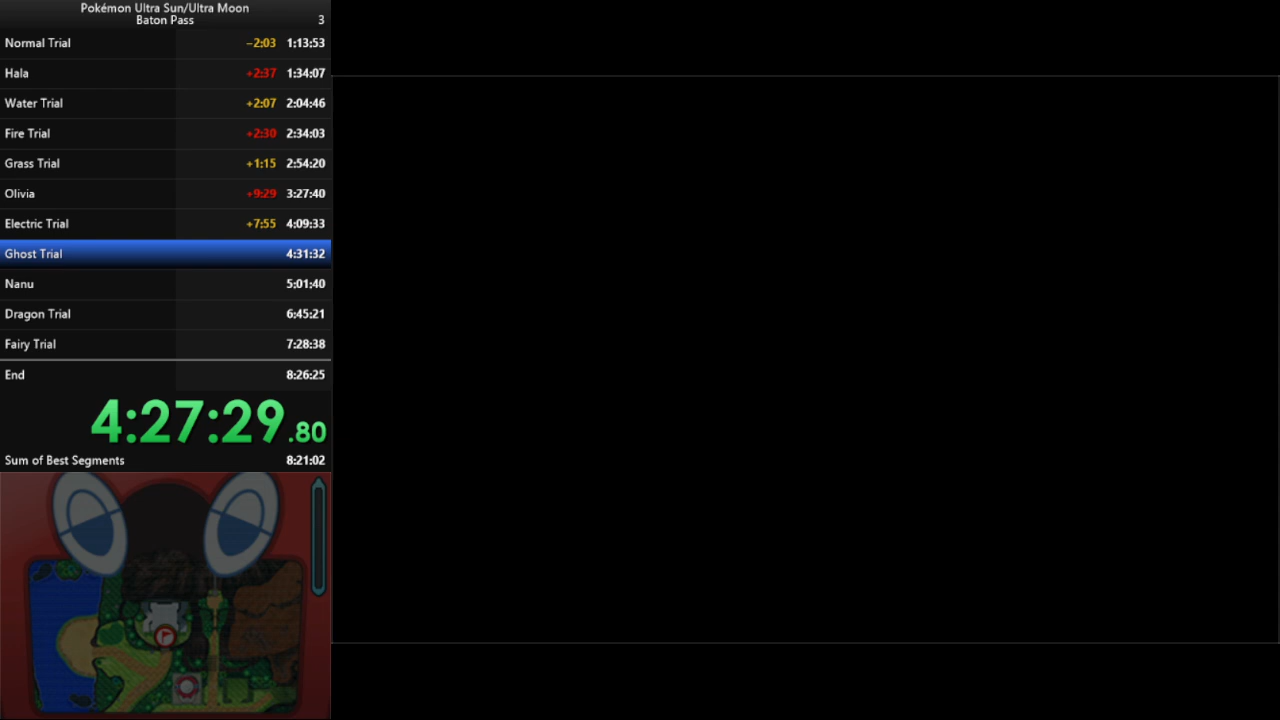 Pokémon Ultra Sun/Ultra Moon
Baton Pass 3
Normal Trial −2:03 1:13:53
Hala +2:37 1:34:07
Water Trial +2:07 2:04:46
Fire Trial +2:30 2:34:03
Grass Trial +1:15 2:54:20
Olivia +9:29 3:27:40
Electric Trial +7:55 4:09:33
Ghost Trial 4:31:32
Nanu 5:01:40
Dragon Trial 6:45:21
Fairy Trial 7:28:38
End 8:26:25
4:27:29.80
Sum of Best Segments 8:21:02